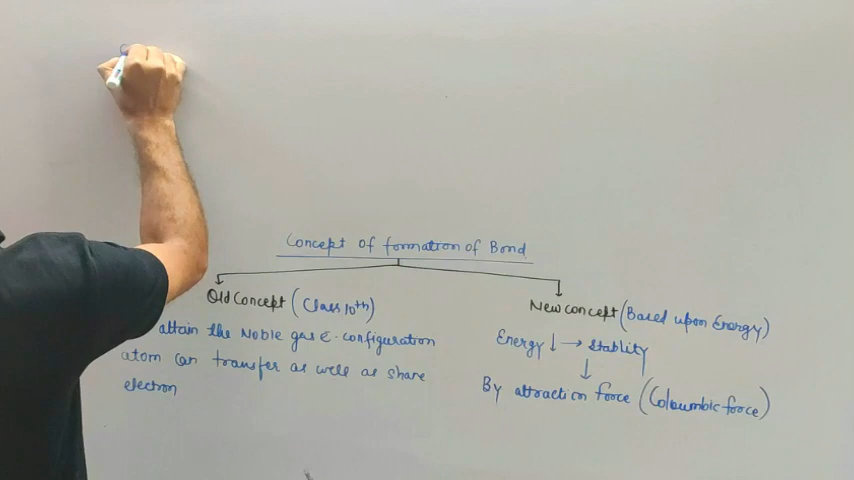 Concept of formation of Bond
Old Concept (Class 10th)
attain the Noble gas e. configuration
atom can transfer as well as share
electron
New concept (Based upon Energy)
Energy ↓ → Stablity
↓
By attraction force (Coloumbic force)